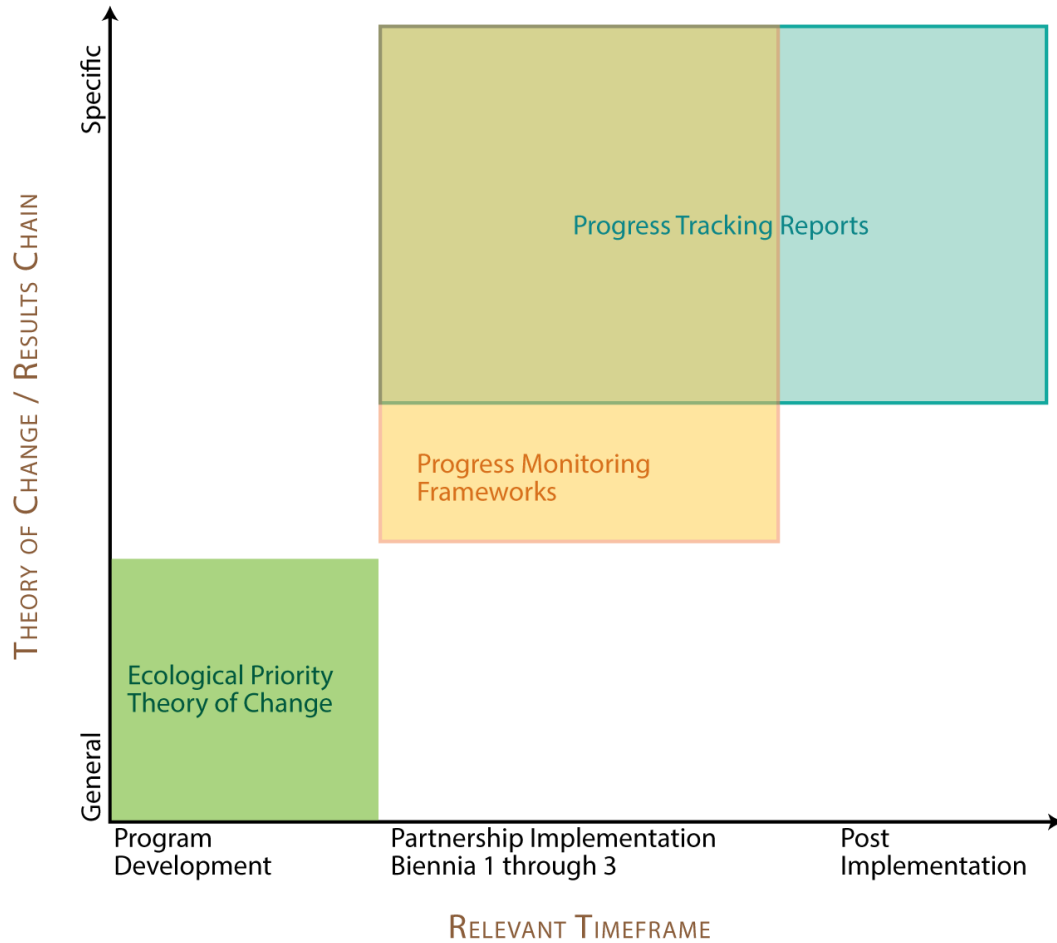 Specific
THEORY OF CHANGE / RESULTS CHAIN
General
Progress Tracking Reports
Progress Monitoring
Frameworks
Ecological Priority
Theory of Change
Program
Development
Partnership Implementation
Biennia 1 through 3
Post
Implementation
RELEVANT TIMEFRAME